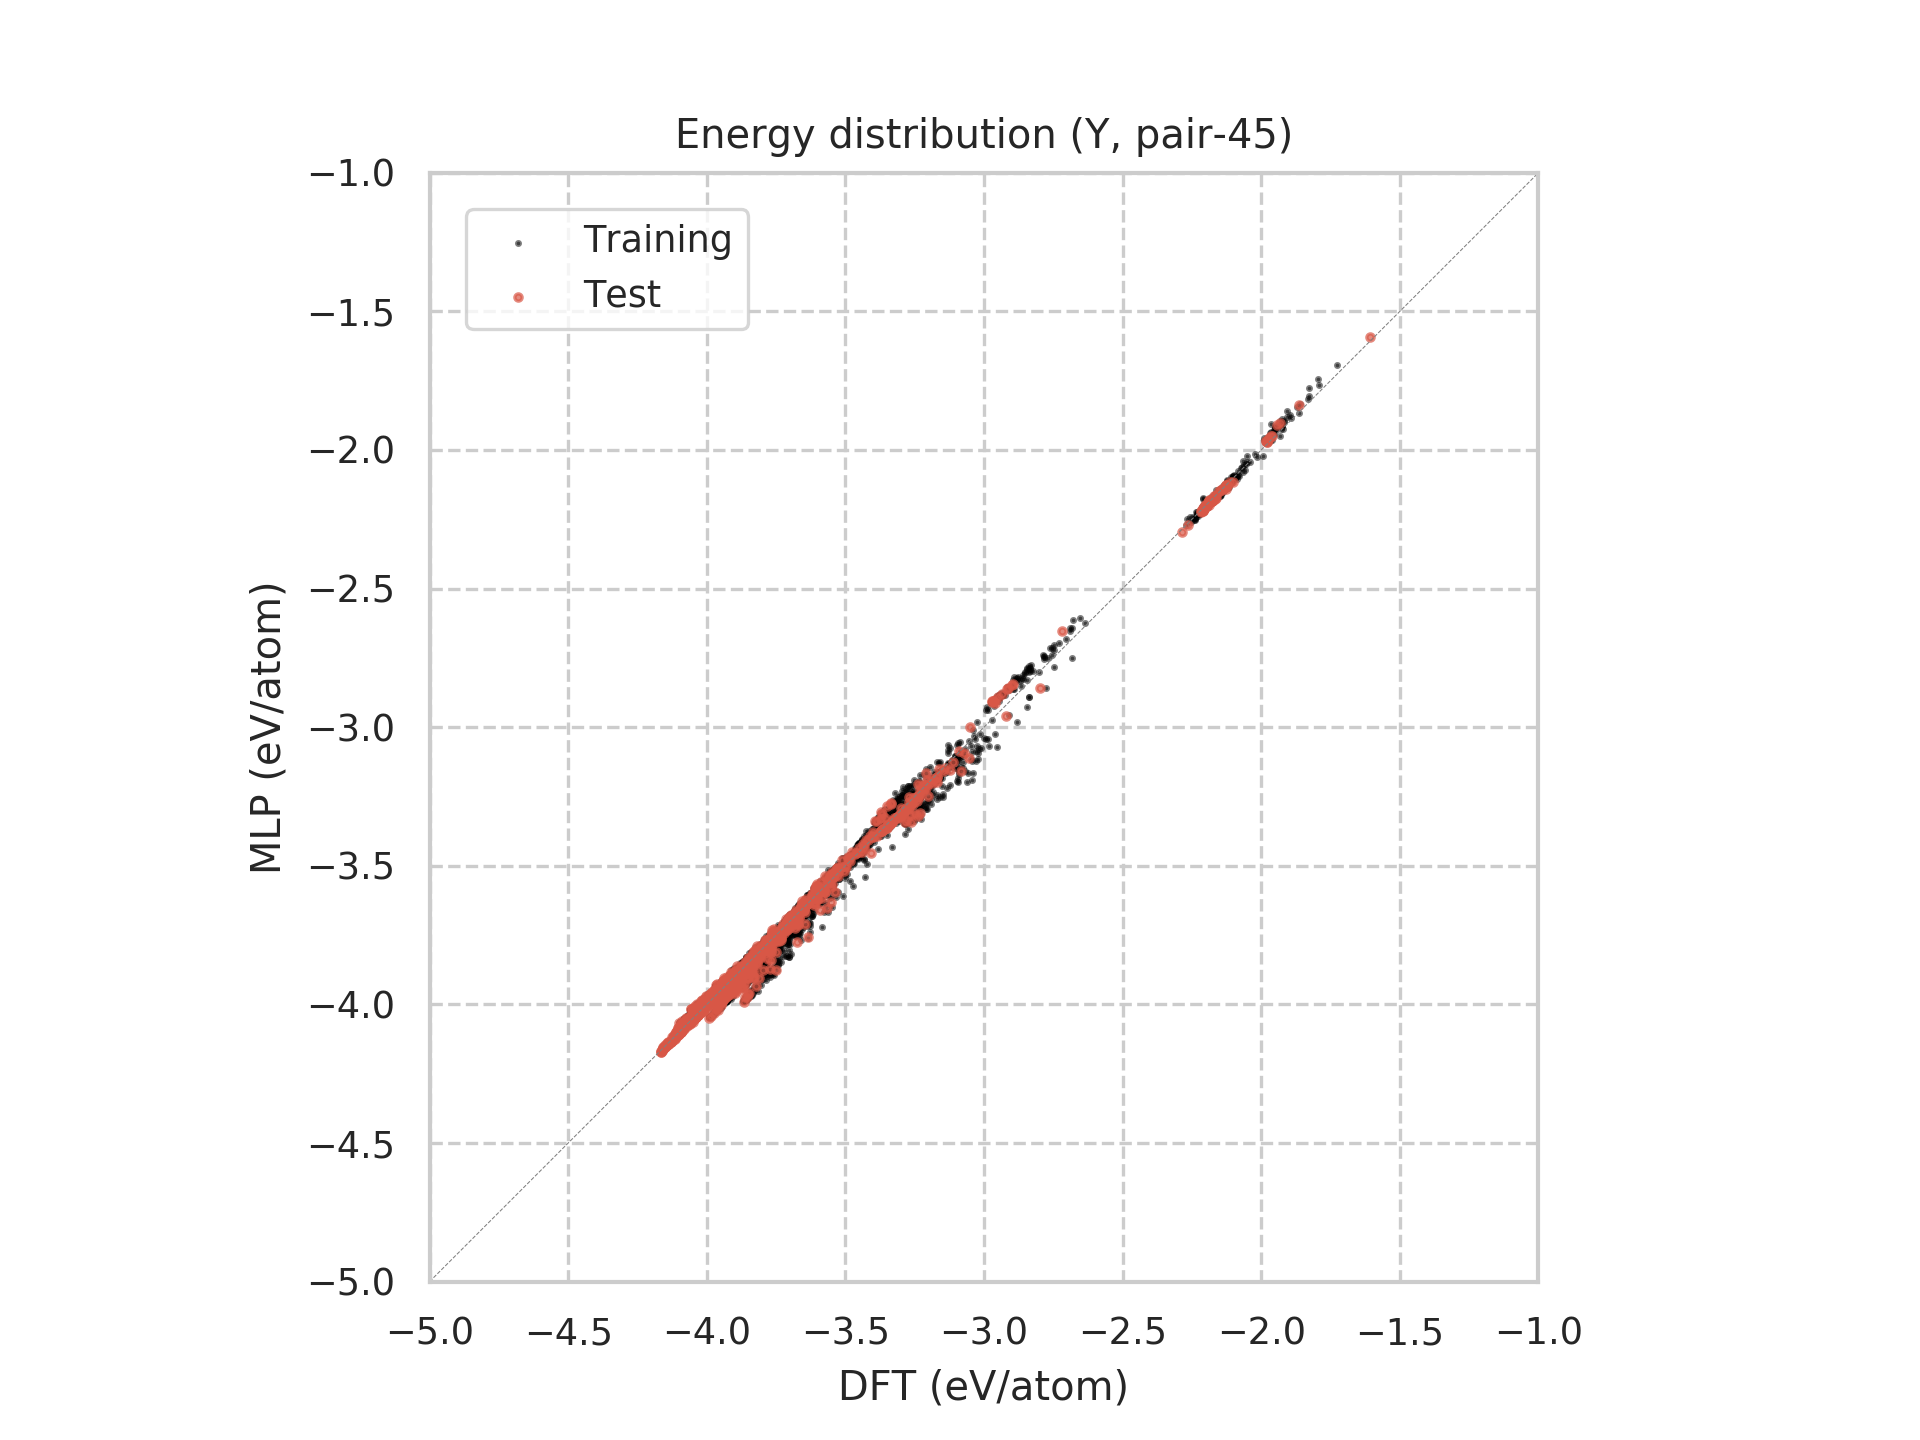 Energy distribution (Y, pair-45)
−1.0
−1.5
−2.0
−2.5
−3.0
−3.5
−4.0
−4.5
−5.0
MLP (eV/atom)
Training
Test
−5.0 −4.5 −4.0 −3.5 −3.0 −2.5 −2.0 −1.5 −1.0
DFT (eV/atom)